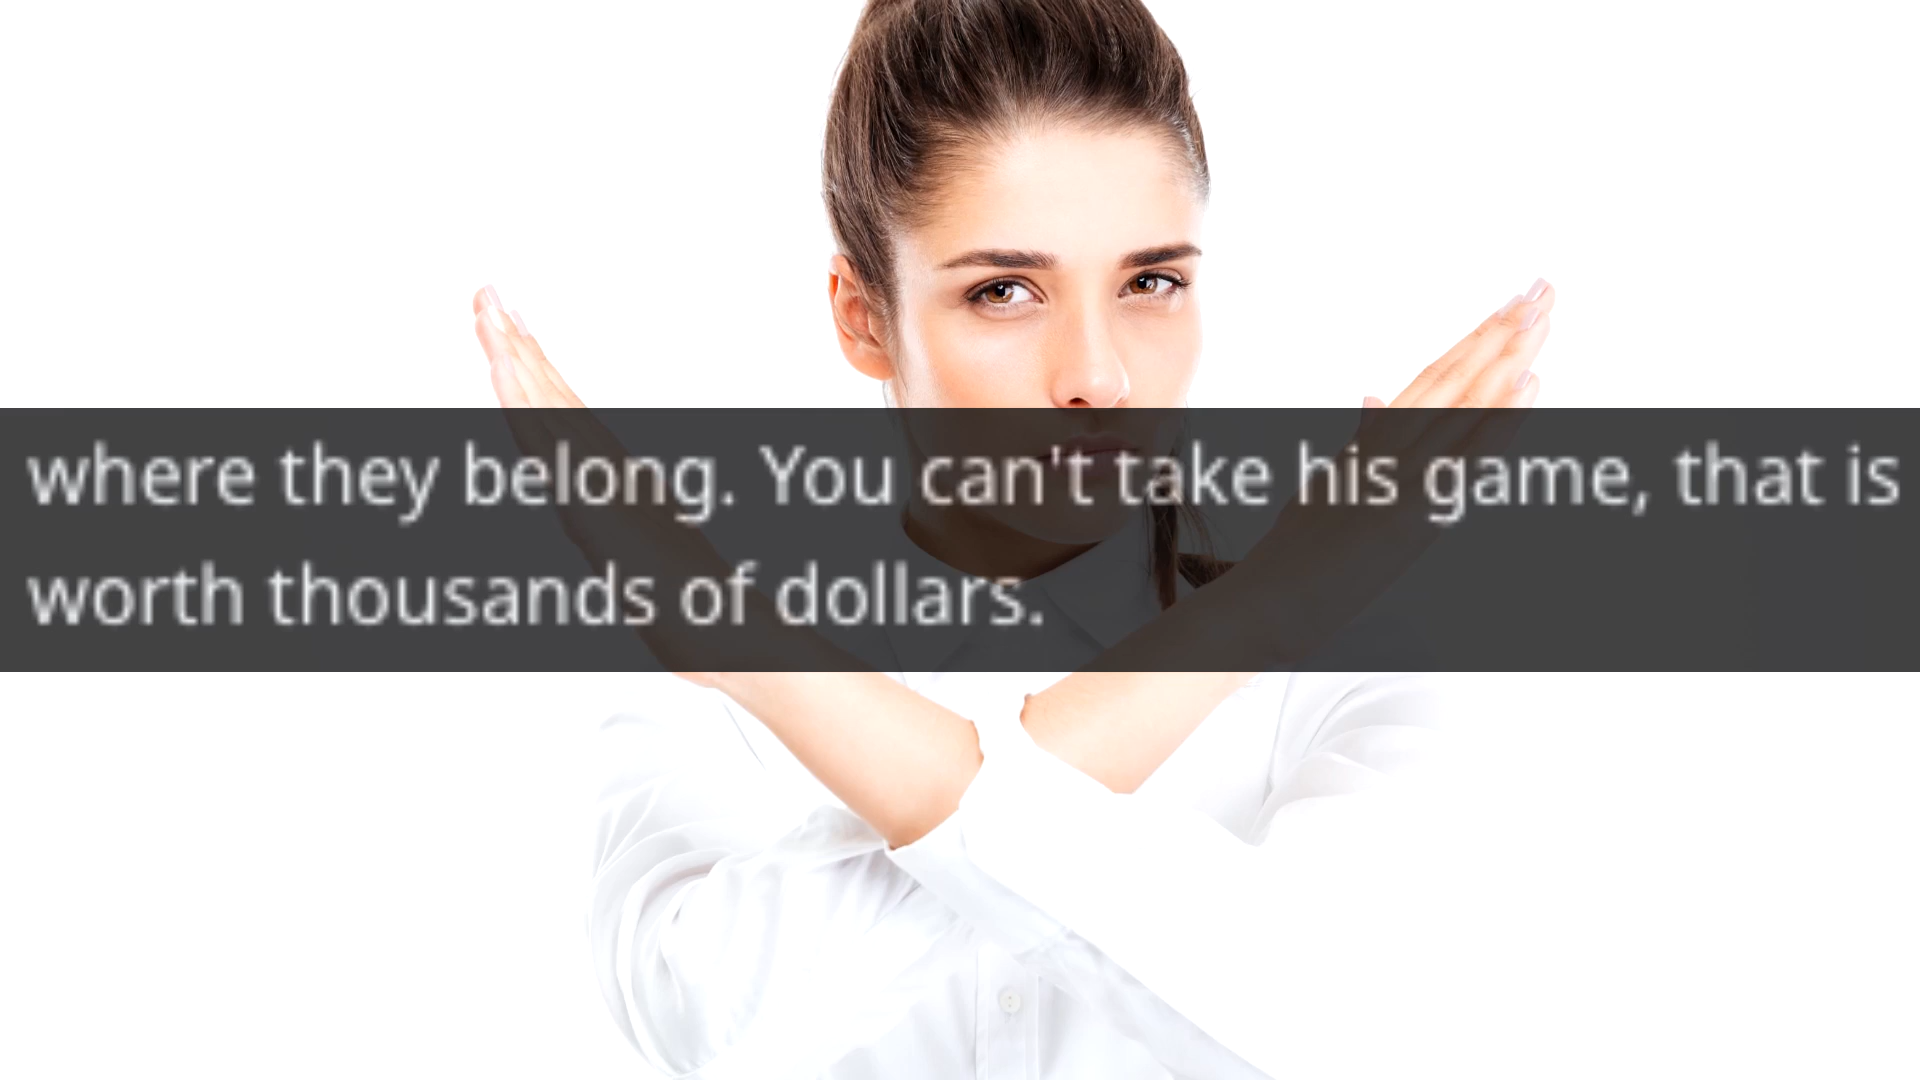 where they belong. You can't take his game, that is
worth thousands of dollars.